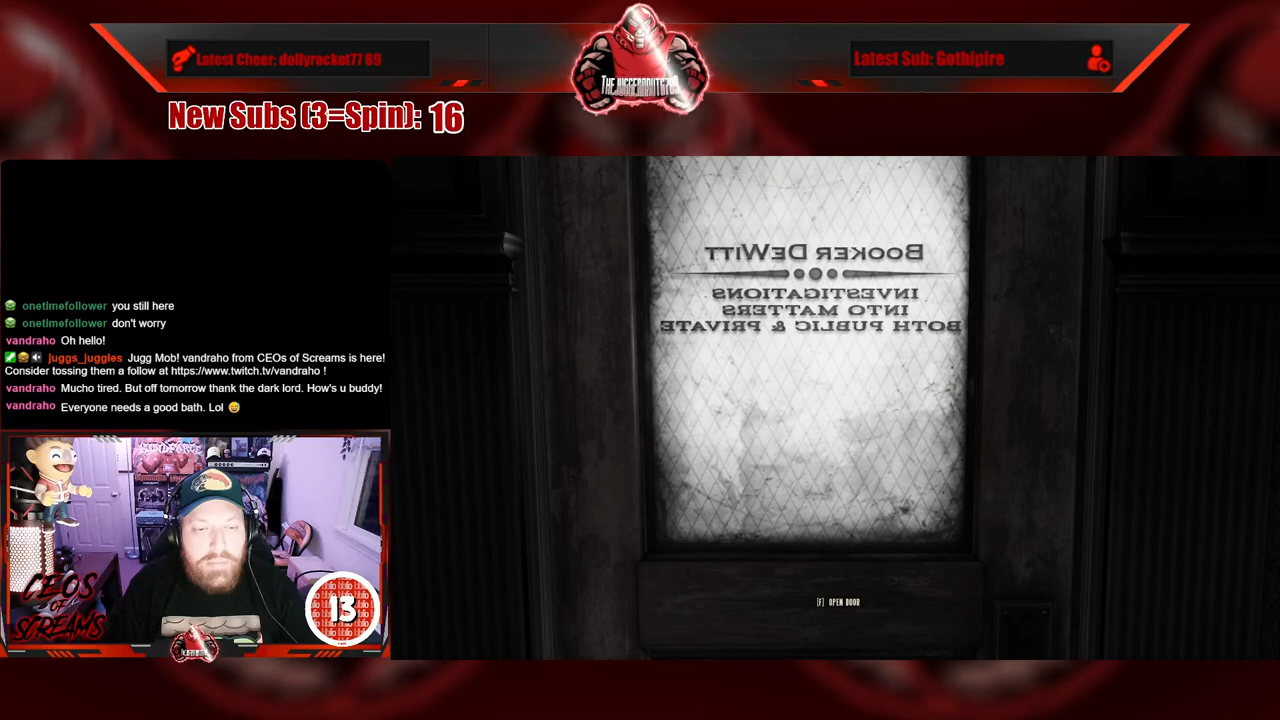 Latest Cheer: dollyrocket77 69
THEJUGGERNAUT6789
Latest Sub: Gothipire
New Subs (3=Spin): 16
onetimefollower you still here
onetimefollower don't worry
vandraho Oh hello!
juggs_juggies Jugg Mob! vandraho from CEOs of Screams is here!
Consider tossing them a follow at https://www.twitch.tv/vandraho !
vandraho Mucho tired. But off tomorrow thank the dark lord. How's u buddy!
vandraho Everyone needs a good bath. Lol 😅
BOOKER DEWITT
INVESTIGATIONS
INTO MATTERS
BOTH PUBLIC & PRIVATE
[F] OPEN DOOR
CEOS
OF
SCREAMS
13